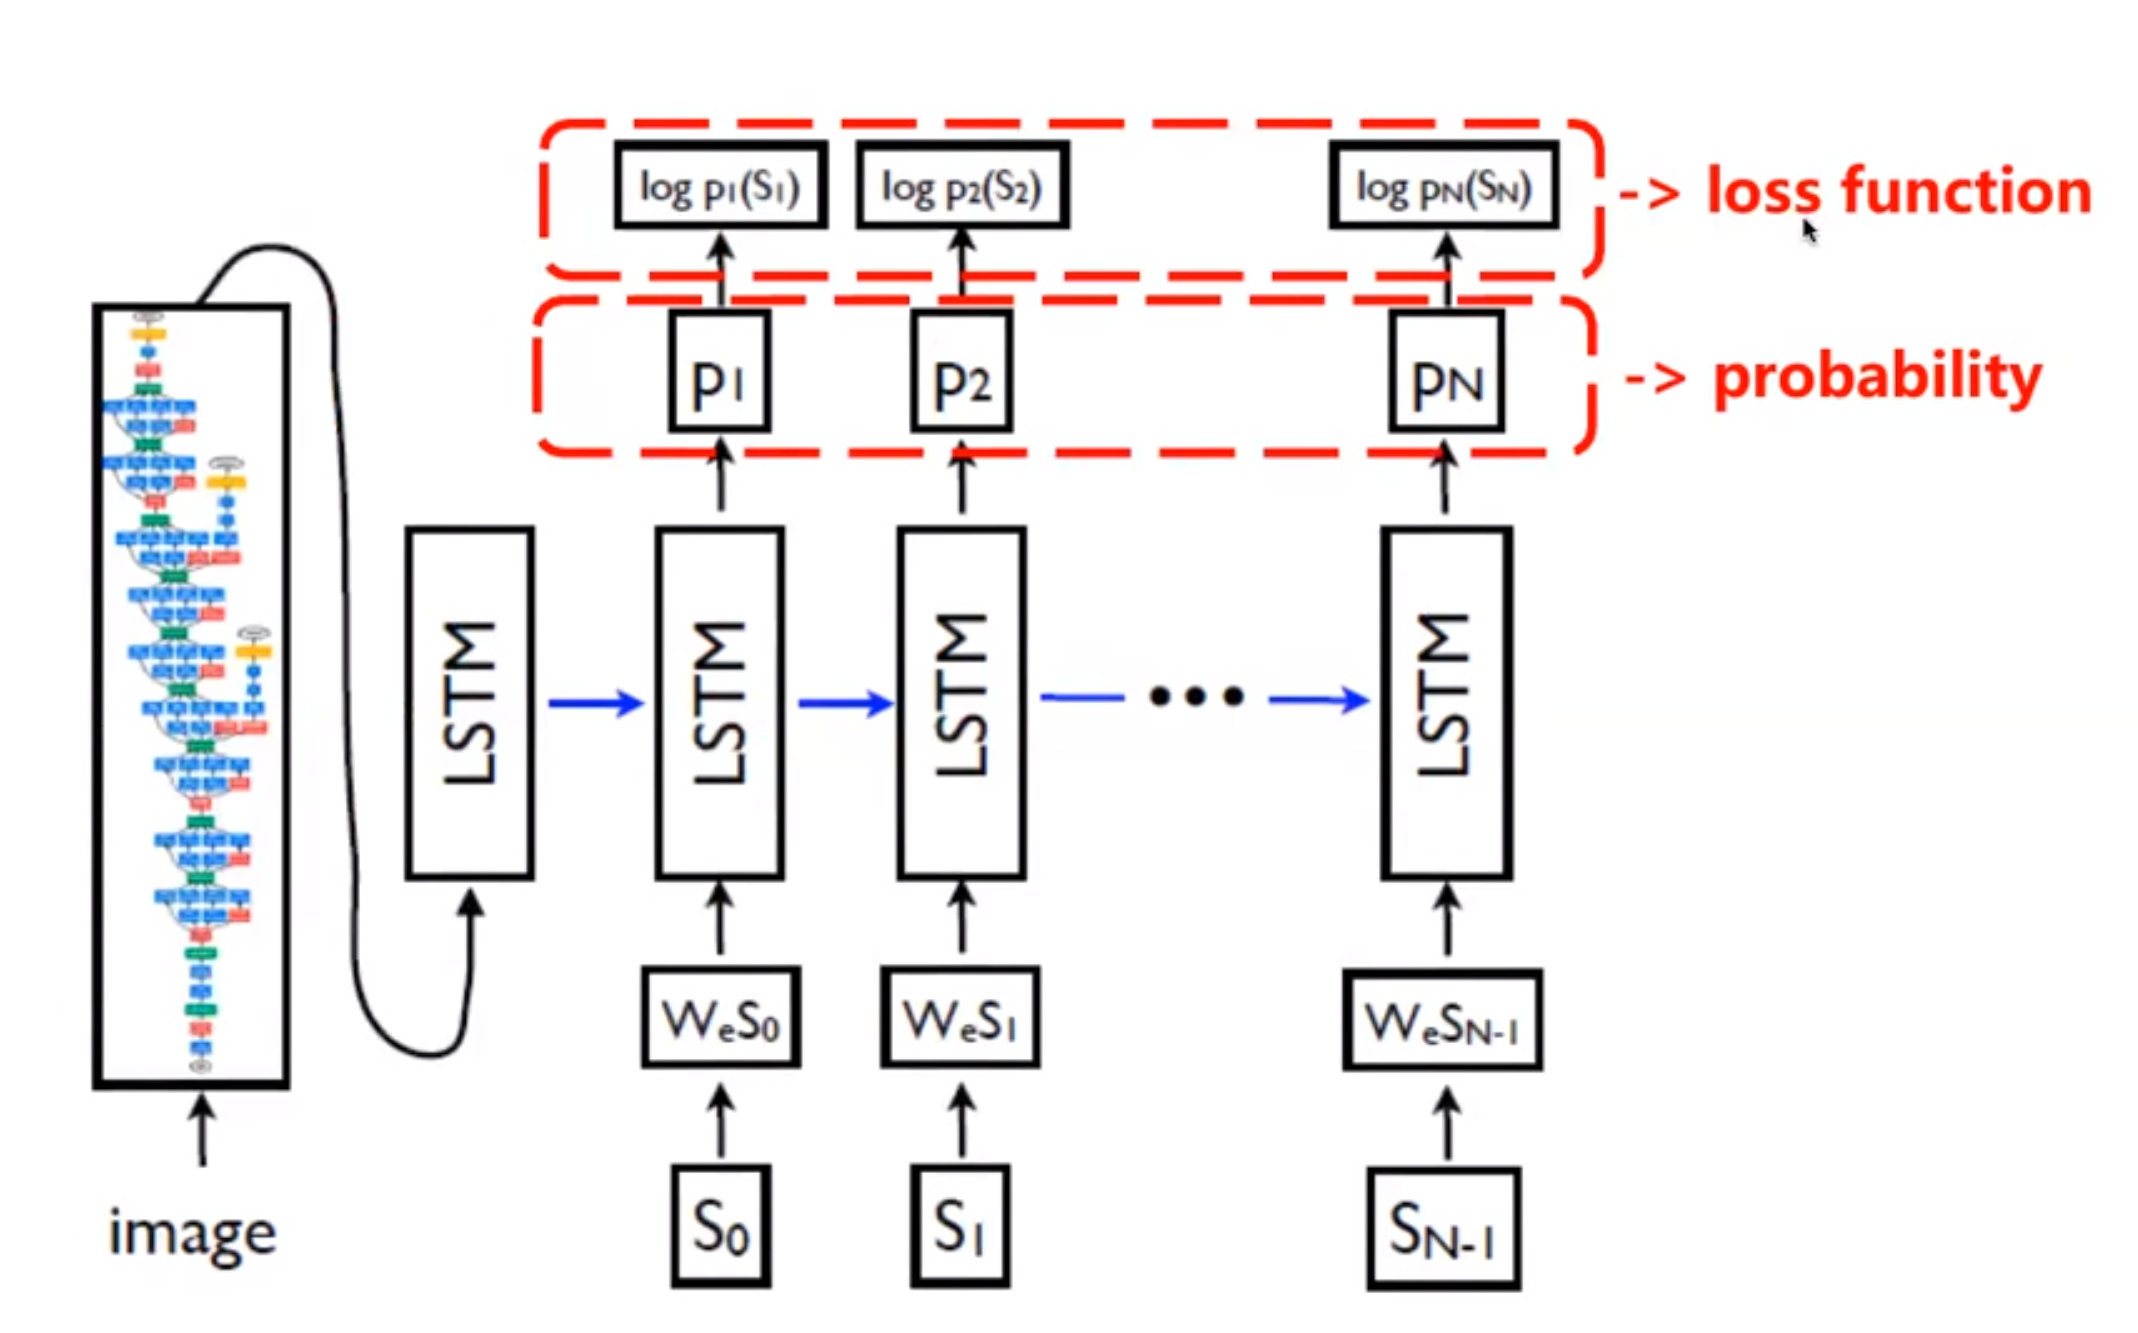 log p1(S1) log p2(S2) log pN(SN) -> loss function
p1 p2 pN -> probability
LSTM LSTM LSTM LSTM
WeS0 WeS1 WeSN-1
image S0 S1 SN-1